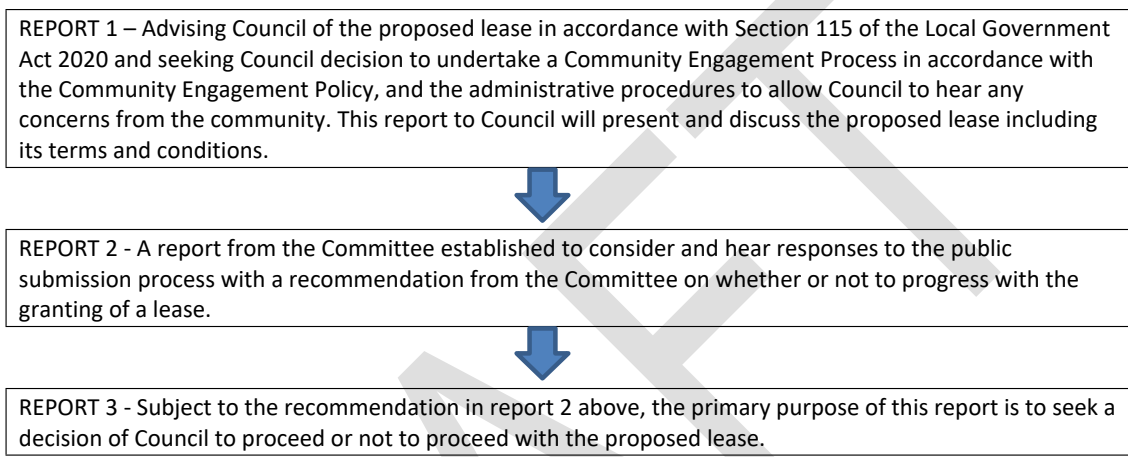 REPORT 1 – Advising Council of the proposed lease in accordance with Section 115 of the Local Government
Act 2020 and seeking Council decision to undertake a Community Engagement Process in accordance with
the Community Engagement Policy, and the administrative procedures to allow Council to hear any
concerns from the community. This report to Council will present and discuss the proposed lease including
its terms and conditions.
REPORT 2 - A report from the Committee established to consider and hear responses to the public
submission process with a recommendation from the Committee on whether or not to progress with the
granting of a lease.
REPORT 3 - Subject to the recommendation in report 2 above, the primary purpose of this report is to seek a
decision of Council to proceed or not to proceed with the proposed lease.